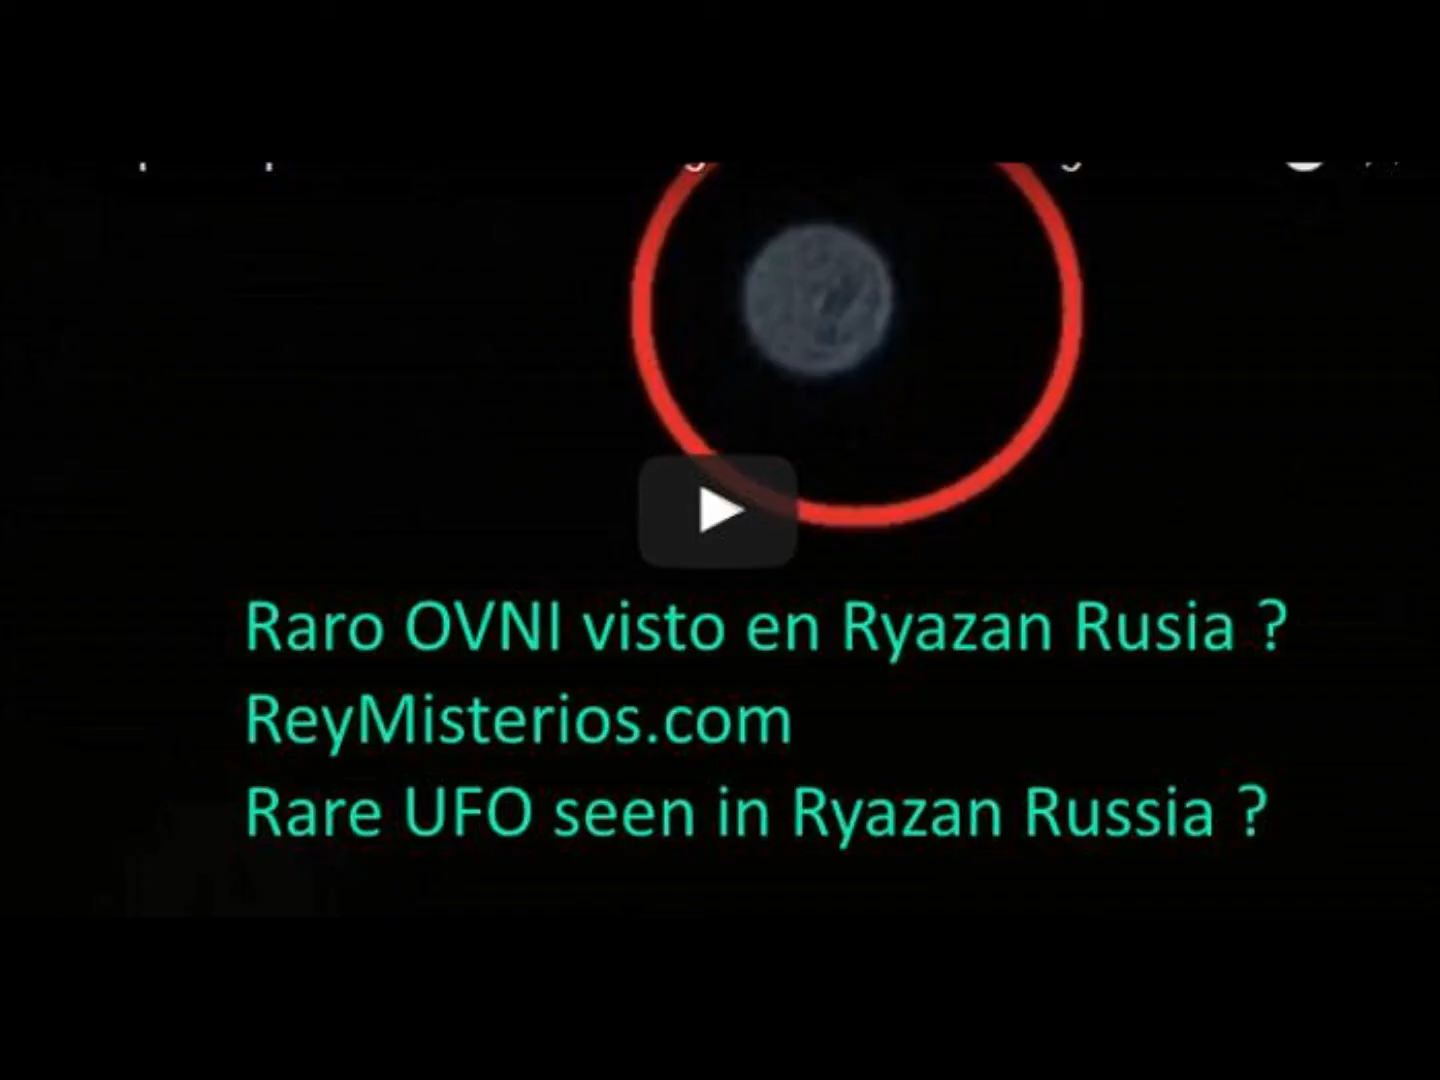 Raro OVNI visto en Ryazan Rusia ?
ReyMisterios.com
Rare UFO seen in Ryazan Russia ?